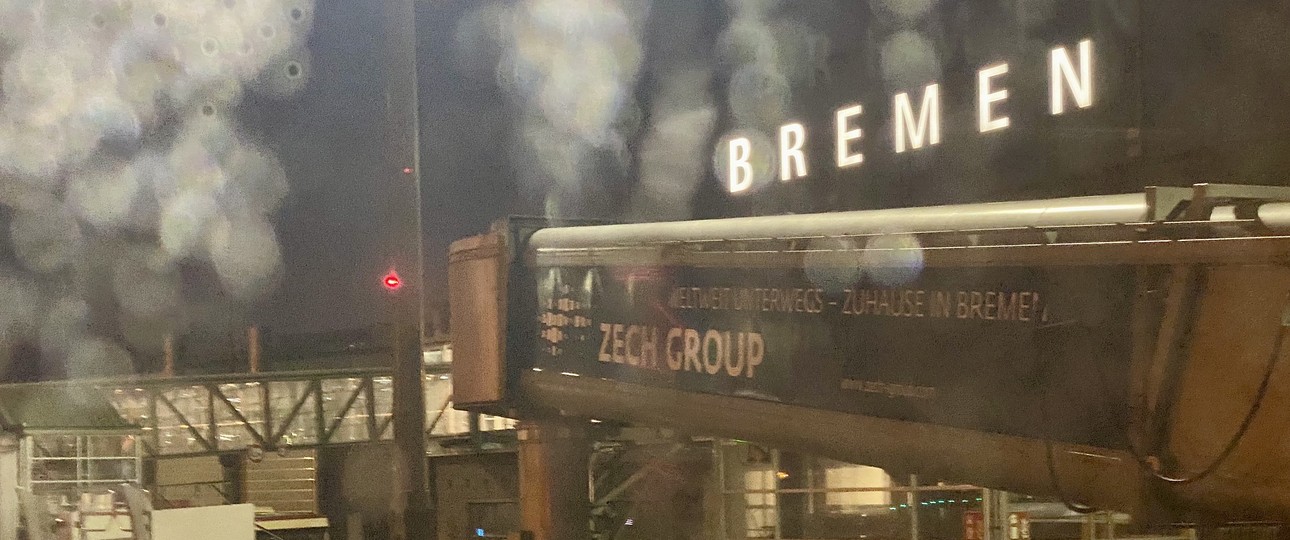 BREMEN
WELTWEIT UNTERWEGS – ZUHAUSE IN BREMEN
ZECH GROUP